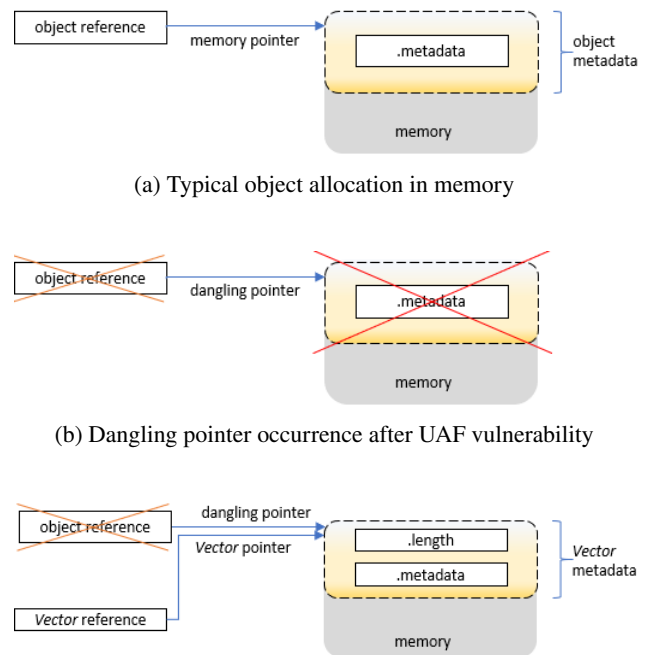 object reference
memory pointer
.metadata
object
metadata
memory
(a) Typical object allocation in memory
object reference
dangling pointer
.metadata
memory
(b) Dangling pointer occurrence after UAF vulnerability
dangling pointer
object reference
Vector pointer
.length
.metadata
Vector
metadata
Vector reference
memory